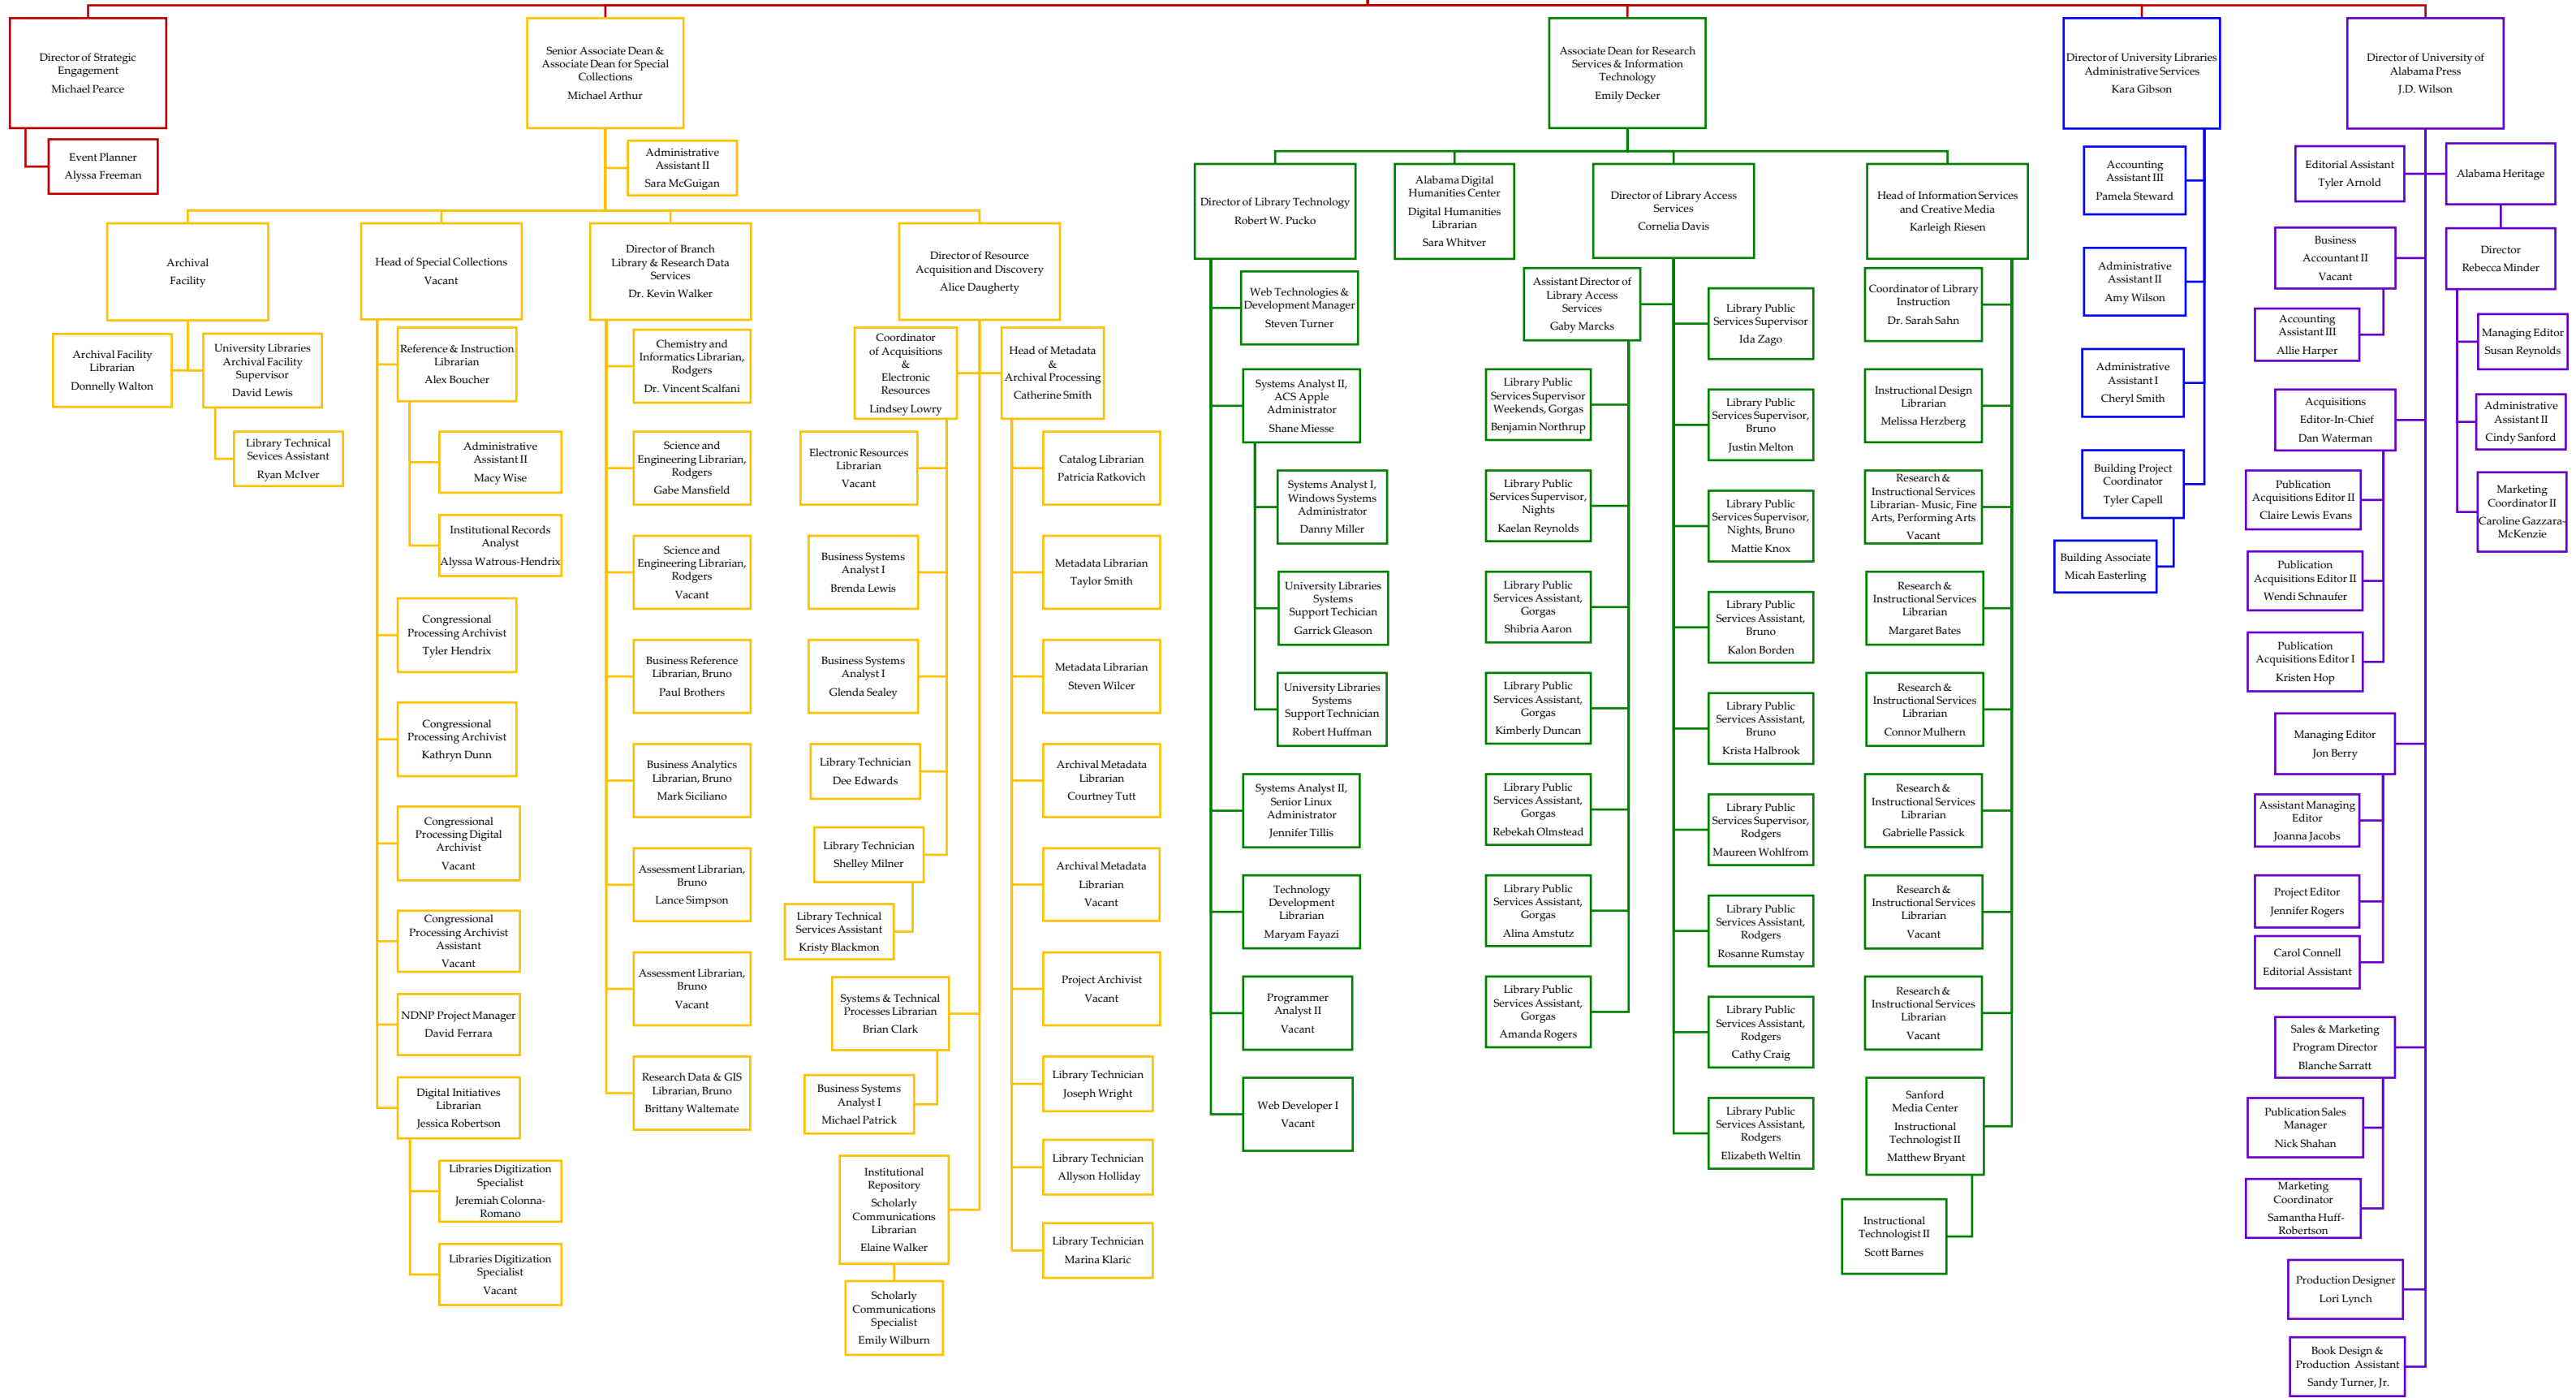 Director of Strategic
Engagement
Michael Pearce
Event Planner
Alyssa Freeman
Senior Associate Dean &
Associate Dean for Special
Collections
Michael Arthur
Administrative
Assistant II
Sara McGuigan
Archival
Facility
Archival Facility
Librarian
Donnelly Walton
University Libraries
Archival Facility
Supervisor
David Lewis
Library Technical
Sevices Assistant
Ryan McIver
Head of Special Collections
Vacant
Reference & Instruction
Librarian
Alex Boucher
Administrative
Assistant II
Macy Wise
Institutional Records
Analyst
Alyssa Watrous-Hendrix
Congressional
Processing Archivist
Tyler Hendrix
Congressional
Processing Archivist
Kathryn Dunn
Congressional
Processing Digital
Archivist
Vacant
Congressional
Processing Archivist
Assistant
Vacant
NDNP Project Manager
David Ferrara
Digital Initiatives
Librarian
Jessica Robertson
Libraries Digitization
Specialist
Jeremiah Colonna-
Romano
Libraries Digitization
Specialist
Vacant
Director of Branch
Library & Research Data
Services
Dr. Kevin Walker
Chemistry and
Informatics Librarian,
Rodgers
Dr. Vincent Scalfani
Science and
Engineering Librarian,
Rodgers
Gabe Mansfield
Science and
Engineering Librarian,
Rodgers
Vacant
Business Reference
Librarian, Bruno
Paul Brothers
Business Analytics
Librarian, Bruno
Mark Siciliano
Assessment Librarian,
Bruno
Lance Simpson
Assessment Librarian,
Bruno
Vacant
Research Data & GIS
Librarian, Bruno
Brittany Waltemate
Director of Resource
Acquisition and Discovery
Alice Daugherty
Coordinator
of Acquisitions
&
Electronic
Resources
Lindsey Lowry
Electronic Resources
Librarian
Vacant
Business Systems
Analyst I
Brenda Lewis
Business Systems
Analyst I
Glenda Sealey
Library Technician
Dee Edwards
Library Technician
Shelley Milner
Library Technical
Services Assistant
Kristy Blackmon
Systems & Technical
Processes Librarian
Brian Clark
Business Systems
Analyst I
Michael Patrick
Institutional
Repository
Scholarly
Communications
Librarian
Elaine Walker
Scholarly
Communications
Specialist
Emily Wilburn
Head of Metadata
&
Archival Processing
Catherine Smith
Catalog Librarian
Patricia Ratkovich
Metadata Librarian
Taylor Smith
Metadata Librarian
Steven Wilcer
Archival Metadata
Librarian
Courtney Tutt
Archival Metadata
Librarian
Vacant
Project Archivist
Vacant
Library Technician
Joseph Wright
Library Technician
Allyson Holliday
Library Technician
Marina Klaric
Associate Dean for Research
Services & Information
Technology
Emily Decker
Director of Library Technology
Robert W. Pucko
Web Technologies &
Development Manager
Steven Turner
Systems Analyst II,
ACS Apple
Administrator
Shane Miesse
Systems Analyst I,
Windows Systems
Administrator
Danny Miller
University Libraries
Systems
Support Techician
Garrick Gleason
University Libraries
Systems
Support Technician
Robert Huffman
Systems Analyst II,
Senior Linux
Administrator
Jennifer Tillis
Technology
Development
Librarian
Maryam Fayazi
Programmer
Analyst II
Vacant
Web Developer I
Vacant
Alabama Digital
Humanities Center
Digital Humanities
Librarian
Sara Whitver
Director of Library Access
Services
Cornelia Davis
Assistant Director of
Library Access
Services
Gaby Marcks
Library Public
Services Supervisor
Weekends, Gorgas
Benjamin Northrup
Library Public
Services Supervisor,
Nights
Kaelan Reynolds
Library Public
Services Assistant,
Gorgas
Shibria Aaron
Library Public
Services Assistant,
Gorgas
Kimberly Duncan
Library Public
Services Assistant,
Gorgas
Rebekah Olmstead
Library Public
Services Assistant,
Gorgas
Alina Amstutz
Library Public
Services Assistant,
Gorgas
Amanda Rogers
Library Public
Services Supervisor
Ida Zago
Library Public
Services Supervisor,
Bruno
Justin Melton
Library Public
Services Supervisor,
Nights, Bruno
Mattie Knox
Library Public
Services Assistant,
Bruno
Kalon Borden
Library Public
Services Assistant,
Bruno
Krista Halbrook
Library Public
Services Supervisor,
Rodgers
Maureen Wohlfrom
Library Public
Services Assistant,
Rodgers
Rosanne Rumstay
Library Public
Services Assistant,
Rodgers
Cathy Craig
Library Public
Services Assistant,
Rodgers
Elizabeth Weltin
Head of Information Services
and Creative Media
Karleigh Riesen
Coordinator of Library
Instruction
Dr. Sarah Sahn
Instructional Design
Librarian
Melissa Herzberg
Research &
Instructional Services
Librarian- Music, Fine
Arts, Performing Arts
Vacant
Research &
Instructional Services
Librarian
Margaret Bates
Research &
Instructional Services
Librarian
Connor Mulhern
Research &
Instructional Services
Librarian
Gabrielle Passick
Research &
Instructional Services
Librarian
Vacant
Research &
Instructional Services
Librarian
Vacant
Sanford
Media Center
Instructional
Technologist II
Matthew Bryant
Instructional
Technologist II
Scott Barnes
Director of University Libraries
Administrative Services
Kara Gibson
Accounting
Assistant III
Pamela Steward
Administrative
Assistant II
Amy Wilson
Administrative
Assistant I
Cheryl Smith
Building Project
Coordinator
Tyler Capell
Building Associate
Micah Easterling
Director of University of
Alabama Press
J.D. Wilson
Editorial Assistant
Tyler Arnold
Business
Accountant II
Vacant
Accounting
Assistant III
Allie Harper
Acquisitions
Editor-In-Chief
Dan Waterman
Publication
Acquisitions Editor II
Claire Lewis Evans
Publication
Acquisitions Editor II
Wendi Schnaufer
Publication
Acquisitions Editor I
Kristen Hop
Managing Editor
Jon Berry
Assistant Managing
Editor
Joanna Jacobs
Project Editor
Jennifer Rogers
Carol Connell
Editorial Assistant
Sales & Marketing
Program Director
Blanche Sarratt
Publication Sales
Manager
Nick Shahan
Marketing
Coordinator
Samantha Huff-
Robertson
Production Designer
Lori Lynch
Book Design &
Production Assistant
Sandy Turner, Jr.
Alabama Heritage
Director
Rebecca Minder
Managing Editor
Susan Reynolds
Administrative
Assistant II
Cindy Sanford
Marketing
Coordinator II
Caroline Gazzara-
McKenzie